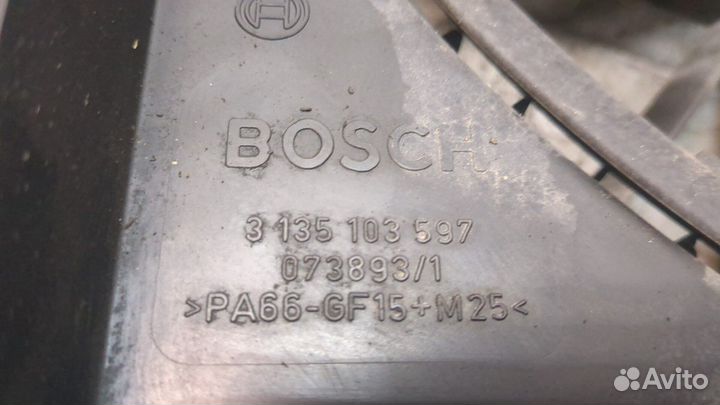 BOSCH
3 135 103 597
073893/1
>PA66-GF15+M25<
Avito